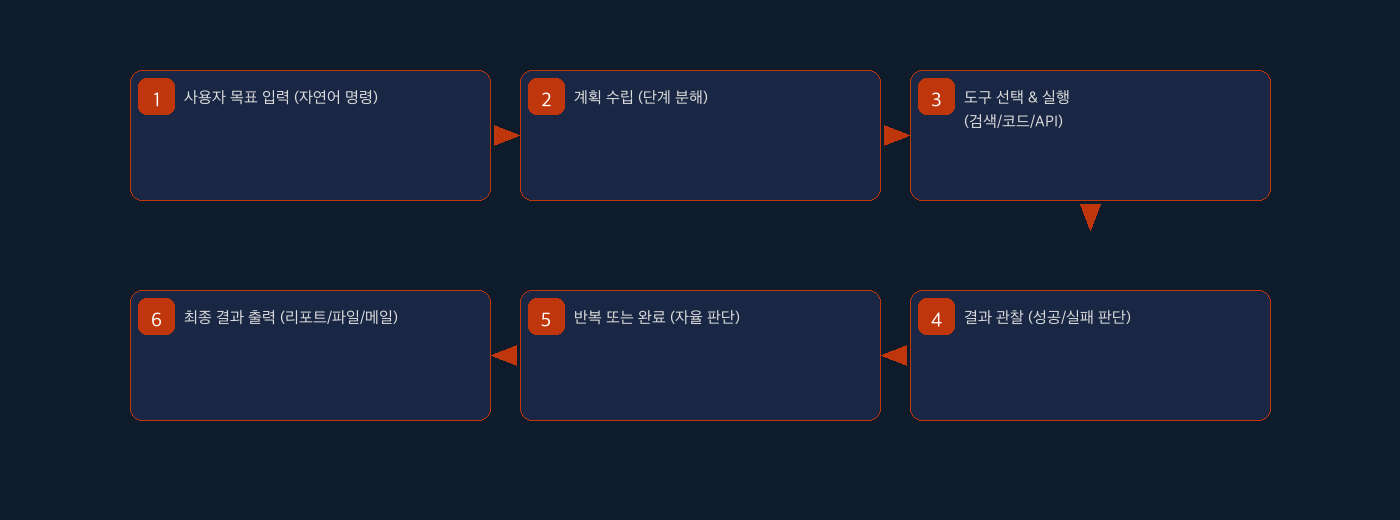 1 사용자 목표 입력 (자연어 명령)
2 계획 수립 (단계 분해)
3 도구 선택 & 실행
(검색/코드/API)
4 결과 관찰 (성공/실패 판단)
5 반복 또는 완료 (자율 판단)
6 최종 결과 출력 (리포트/파일/메일)